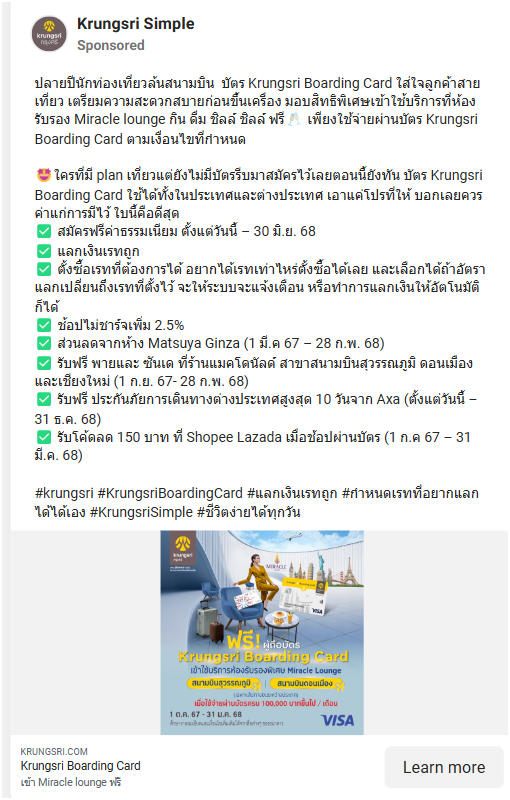 Krungsri Simple
Sponsored
ปลายปีนักท่องเที่ยวล้นสนามบิน บัตร Krungsri Boarding Card ใส่ใจลูกค้าสาย
เที่ยว เตรียมความสะดวกสบายก่อนขึ้นเครื่อง มอบสิทธิพิเศษเข้าใช้บริการที่ห้อง
รับรอง Miracle lounge กิน ดื่ม ชิลล์ ชิลล์ ฟรี🥂 เพียงใช้จ่ายผ่านบัตร Krungsri
Boarding Card ตามเงื่อนไขที่กำหนด
🤩ใครที่มี plan เที่ยวแต่ยังไม่มีบัตรรีบมาสมัครไว้เลยตอนนี้ยังทัน บัตร Krungsri
Boarding Card ใช้ได้ทั้งในประเทศและต่างประเทศ เอาแค่โปรที่ให้ บอกเลยควร
ค่าแก่การมีไว้ ใบนี้คือดีสุด
✅ สมัครฟรีค่าธรรมเนียม ตั้งแต่วันนี้ – 30 มิ.ย. 68
✅ แลกเงินเรทถูก
✅ ตั้งซื้อเรทที่ต้องการได้ อยากได้เรทเท่าไหร่ตั้งซื้อได้เลย และเลือกได้ถ้าอัตรา
แลกเปลี่ยนถึงเรทที่ตั้งไว้ จะให้ระบบจะแจ้งเตือน หรือทำการแลกเงินให้อัตโนมัติ
ก็ได้
✅ ช้อปไม่ชาร์จเพิ่ม 2.5%
✅ ส่วนลดจากห้าง Matsuya Ginza (1 มี.ค 67 – 28 ก.พ. 68)
✅ รับฟรี พายและ ซันเด ที่ร้านแมคโดนัลด์ สาขาสนามบินสุวรรณภูมิ ดอนเมือง
และเชียงใหม่ (1 ก.ย. 67- 28 ก.พ. 68)
✅ รับฟรี ประกันภัยการเดินทางต่างประเทศสูงสุด 10 วันจาก Axa (ตั้งแต่วันนี้ –
31 ธ.ค. 68)
✅ รับโค้ดลด 150 บาท ที่ Shopee Lazada เมื่อช้อปผ่านบัตร (1 ก.ค 67 – 31
มี.ค. 68)
#krungsri #KrungsriBoardingCard #แลกเงินเรทถูก #กำหนดเรทที่อยากแลก
ได้ได้เอง #KrungsriSimple #ชีวิตง่ายได้ทุกวัน
krungsri
กรุงศรี
MIRACLE
VISA
ฟรี! ผู้ถือบัตร
Krungsri Boarding Card
เข้าใช้บริการห้องรับรองพิเศษ Miracle Lounge
สนามบินสุวรรณภูมิ | สนามบินดอนเมือง
เมื่อใช้จ่ายผ่านบัตรครบ 100,000 บาทขึ้นไป / เดือน
1 ต.ค. 67 - 31 ม.ค. 68
VISA
KRUNGSRI.COM
Krungsri Boarding Card
เข้า Miracle lounge ฟรี
Learn more